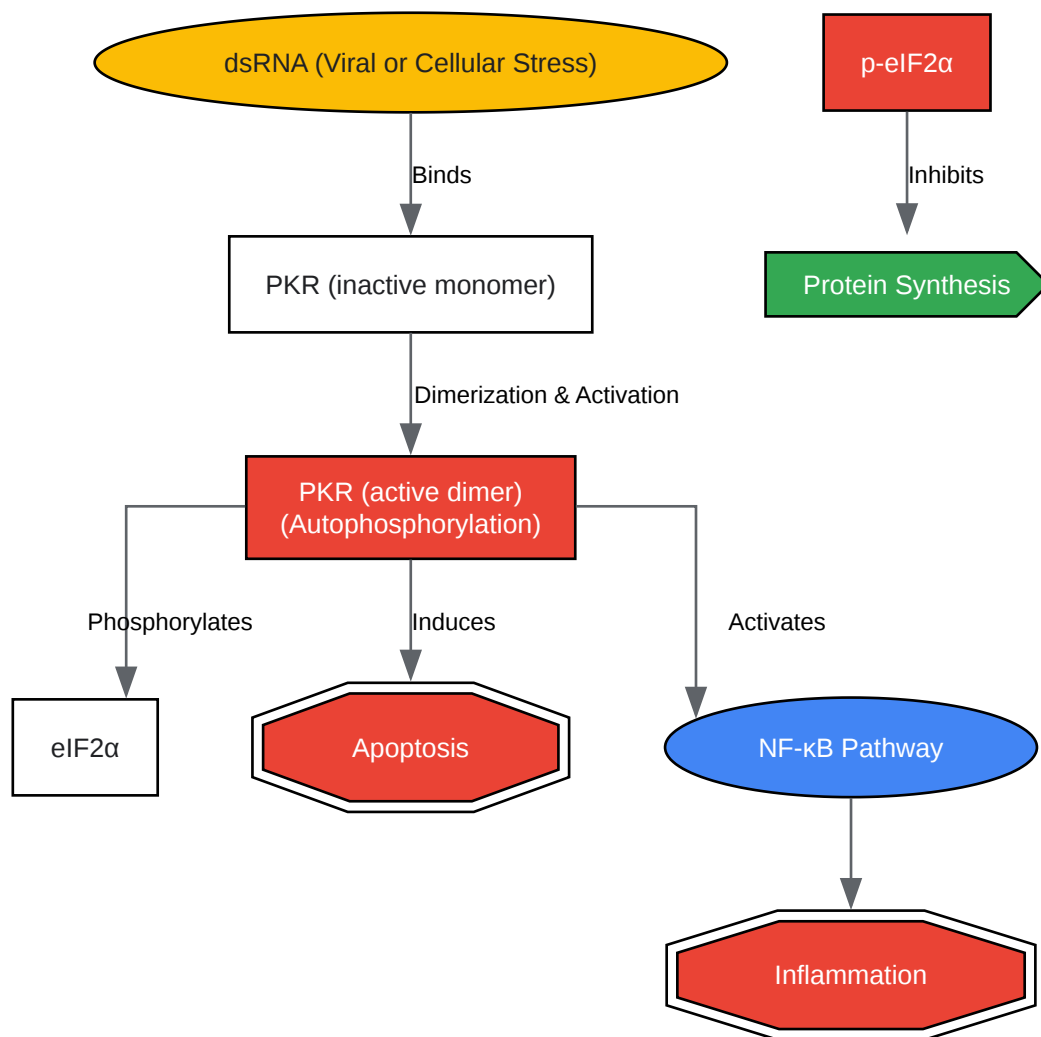 dsRNA (Viral or Cellular Stress)
p-eIF2α
Binds
Inhibits
PKR (inactive monomer)
Protein Synthesis
Dimerization & Activation
PKR (active dimer)
(Autophosphorylation)
Phosphorylates
Induces
Activates
eIF2α
Apoptosis
NF-κB Pathway
Inflammation